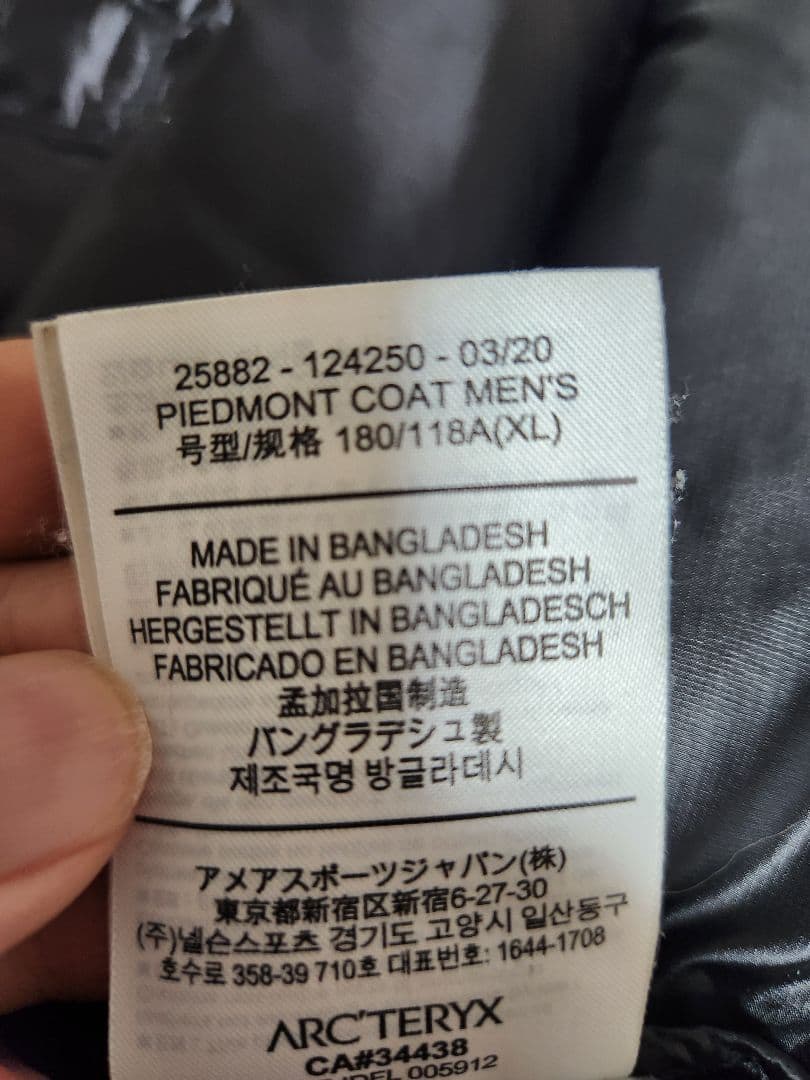 25882 - 124250 - 03/20
PIEDMONT COAT MEN'S
号型/规格 180/118A(XL)
MADE IN BANGLADESH
FABRIQUÉ AU BANGLADESH
HERGESTELLT IN BANGLADESCH
FABRICADO EN BANGLADESH
孟加拉国制造
バングラデシュ製
제조국명 방글라데시
アメアスポーツジャパン(株)
東京都新宿区新宿6-27-30
(주)넬슨스포츠 경기도 고양시 일산동구
호수로 358-39 710호 대표번호: 1644-1708
ARC'TERYX
CA#34438
005912